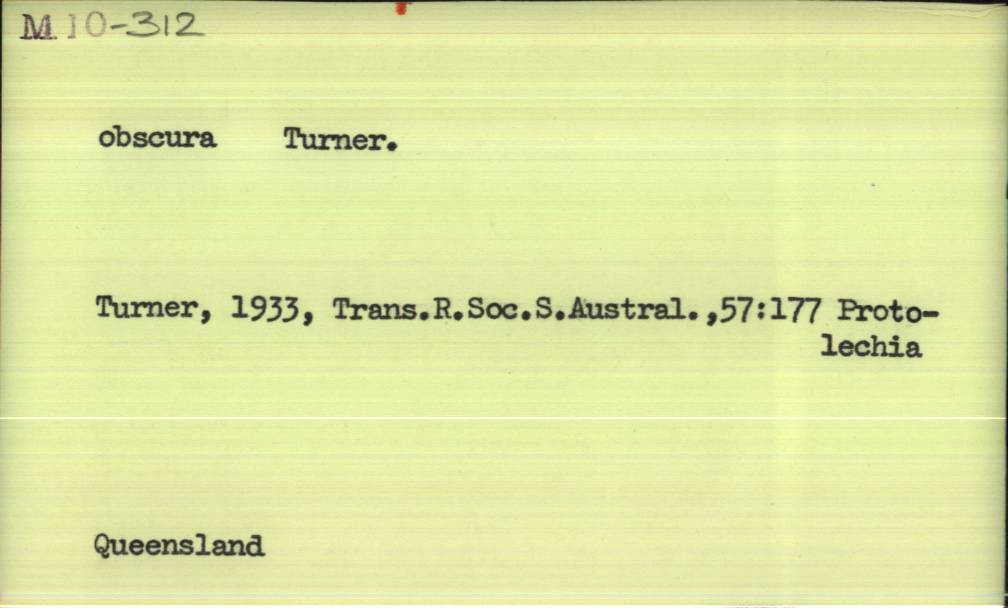 M 10-312
obscura Turner.
Turner, 1933, Trans.R.Soc.S.Austral.,57:177 Proto-
lechia
Queensland